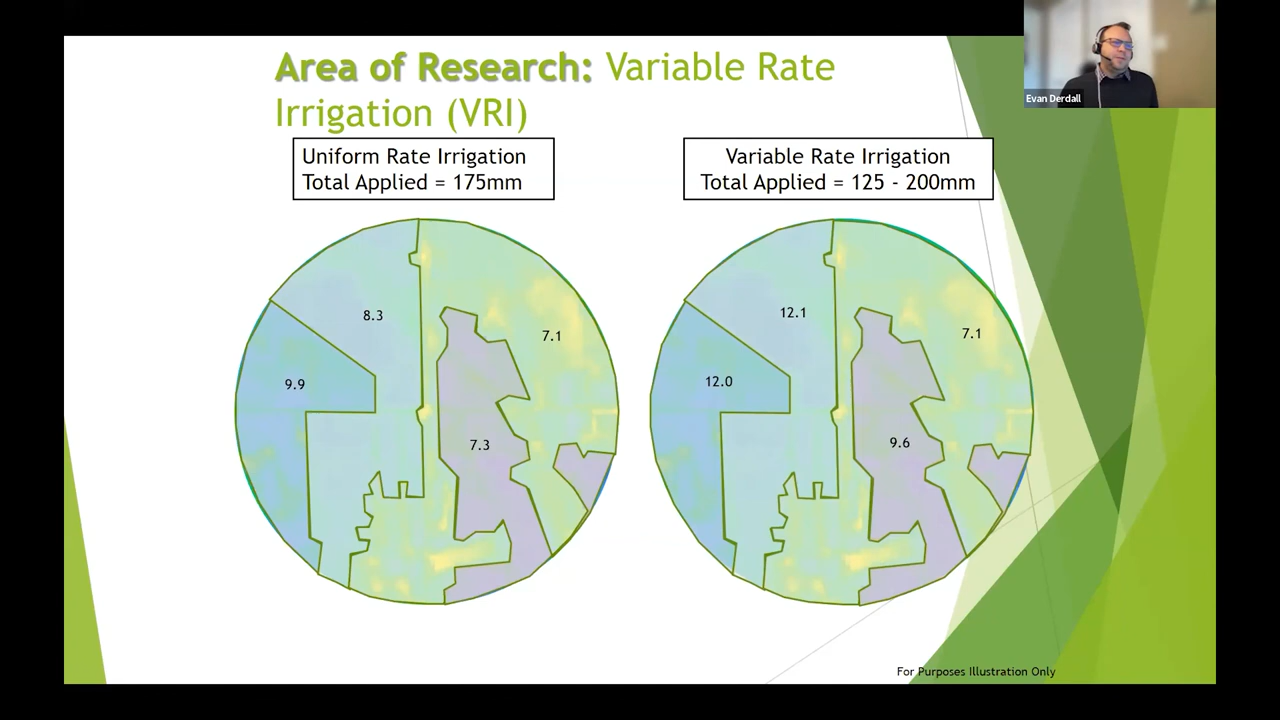 Area of Research: Variable Rate
Irrigation (VRI)
Evan Derdall
Uniform Rate Irrigation
Total Applied = 175mm
Variable Rate Irrigation
Total Applied = 125 - 200mm
8.3
7.1
9.9
7.3
12.1
7.1
12.0
9.6
For Purposes Illustration Only